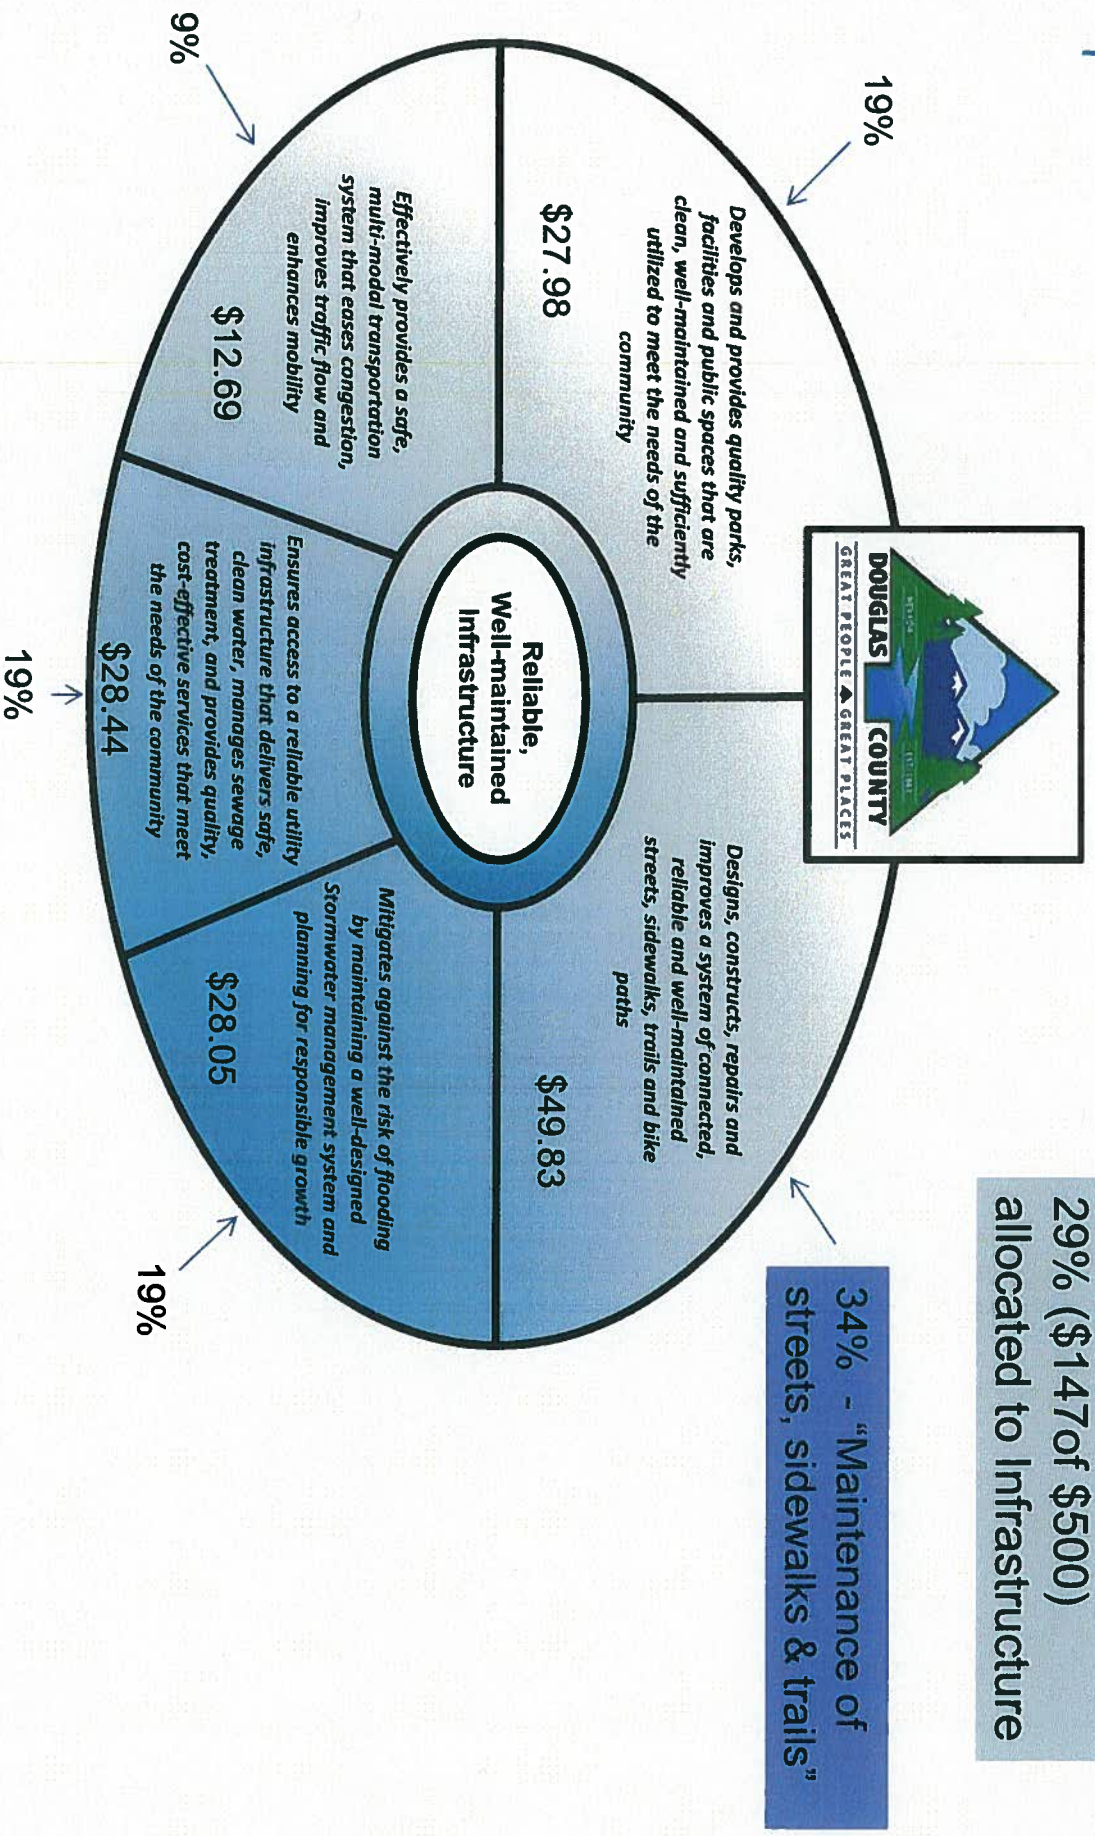 29% ($147of $500)
allocated to Infrastructure
DOUGLAS COUNTY
GREAT PEOPLE GREAT PLACES
19%
34% - “Maintenance of
streets, sidewalks & trails”
Develops and provides quality parks,
facilities and public spaces that are
clean, well-maintained and sufficiently
utilized to meet the needs of the
community
$27.98
Designs, constructs, repairs and
improves a system of connected,
reliable and well-maintained
streets, sidewalks, trails and bike
paths
$49.83
Reliable,
Well-maintained
Infrastructure
Effectively provides a safe,
multi-modal transportation
system that eases congestion,
improves traffic flow and
enhances mobility
$12.69
9%
Ensures access to a reliable utility
infrastructure that delivers safe,
clean water, manages sewage
treatment, and provides quality,
cost-effective services that meet
the needs of the community
$28.44
19%
Mitigates against the risk of flooding
by maintaining a well-designed
Stormwater management system and
planning for responsible growth
$28.05
19%